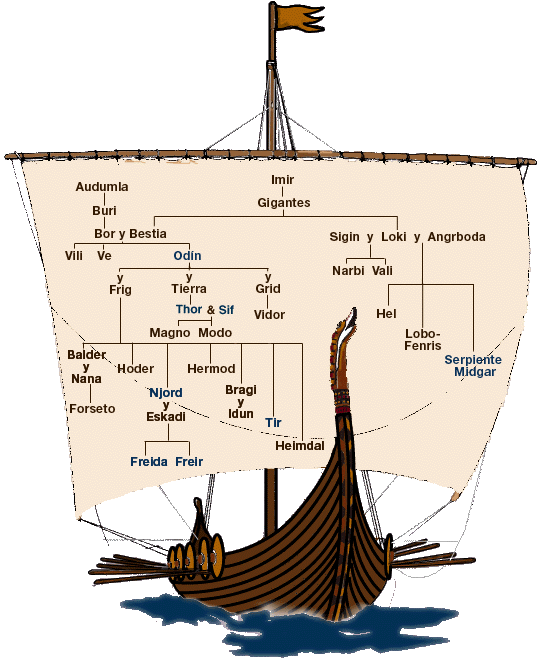 Imir
Audumla
Gigantes
Buri
Bor y Bestia
Sigin y Loki y Angrboda
Vili Ve Odín
Narbi Vali
y y y
Frig Tierra Grid
Thor & Sif Vidor
Hel
Magno Modo
Lobo-
Fenris
Balder
y
Nana
Hoder
Hermod
Serpiente
Midgar
Njord
y
Eskadi
Bragi
y
Idun
Forseto
Tir
Heimdal
Freida Freir